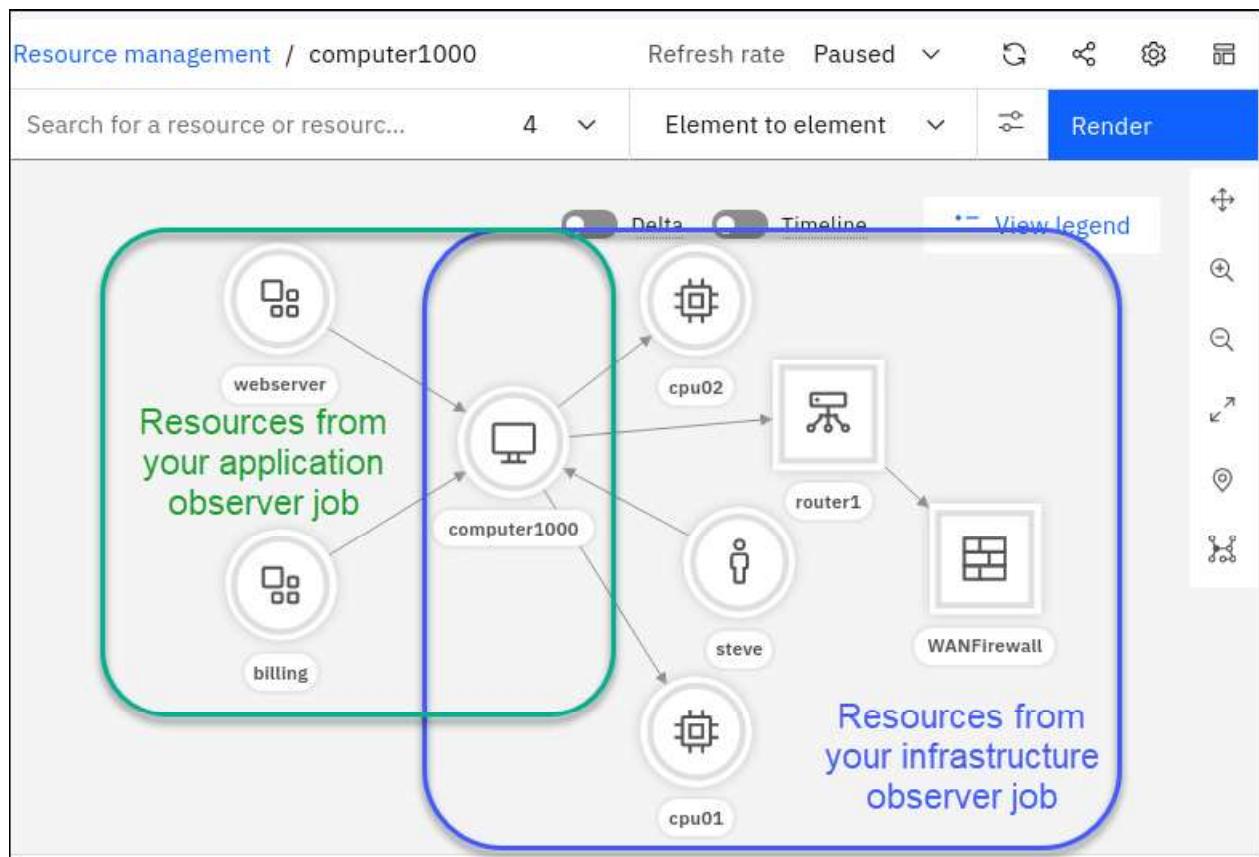 Resource management / computer1000 Refresh rate Paused
Search for a resource or resourc... 4 Element to element Render
Delta Timeline View legend
webserver
cpu02
Resources from
your application
observer job
router1
computer1000
steve
WANFirewall
billing
Resources from
your infrastructure
observer job
cpu01